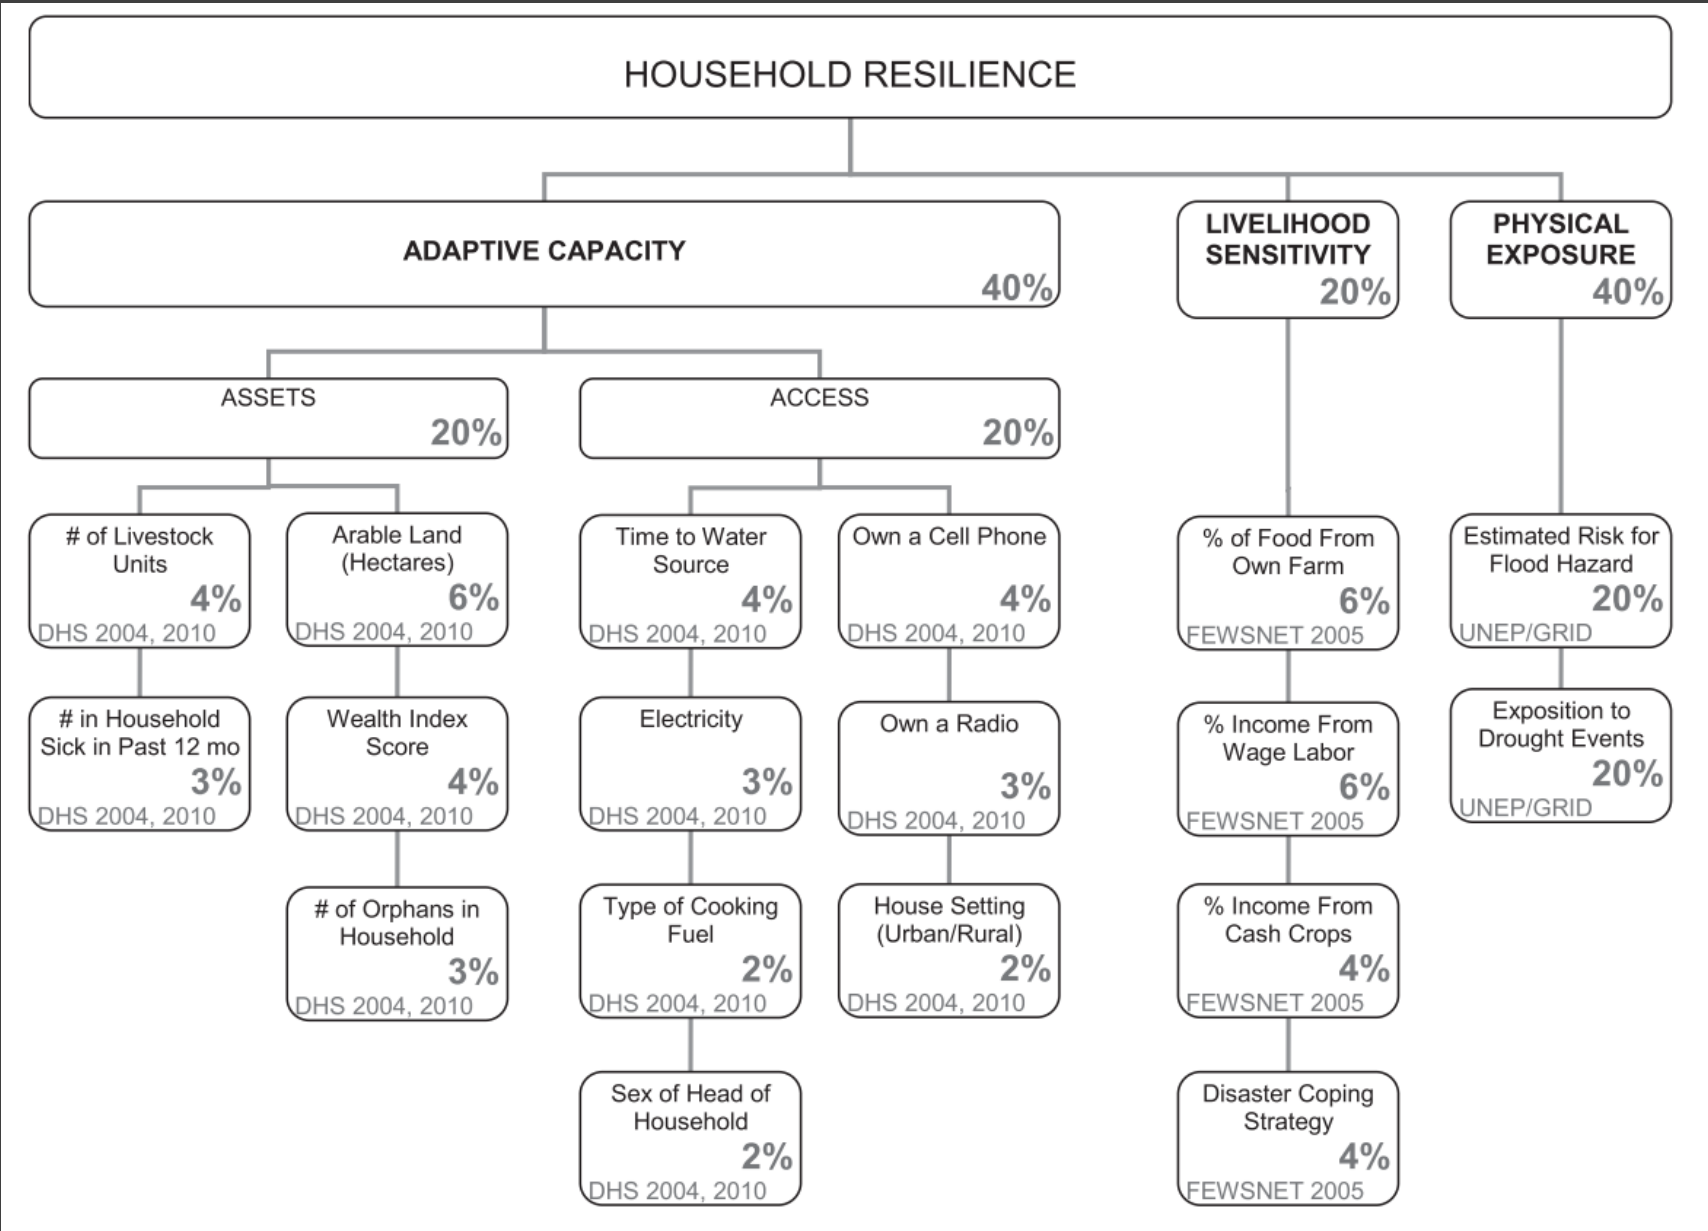 HOUSEHOLD RESILIENCE
ADAPTIVE CAPACITY
40%
LIVELIHOOD
SENSITIVITY
20%
PHYSICAL
EXPOSURE
40%
ASSETS
20%
ACCESS
20%
# of Livestock
Units
4%
DHS 2004, 2010
Arable Land
(Hectares)
6%
DHS 2004, 2010
Time to Water
Source
4%
DHS 2004, 2010
Own a Cell Phone
4%
DHS 2004, 2010
% of Food From
Own Farm
6%
FEWSNET 2005
Estimated Risk for
Flood Hazard
20%
UNEP/GRID
# in Household
Sick in Past 12 mo
3%
DHS 2004, 2010
Wealth Index
Score
4%
DHS 2004, 2010
Electricity
3%
DHS 2004, 2010
Own a Radio
3%
DHS 2004, 2010
% Income From
Wage Labor
6%
FEWSNET 2005
Exposition to
Drought Events
20%
UNEP/GRID
# of Orphans in
Household
3%
DHS 2004, 2010
Type of Cooking
Fuel
2%
DHS 2004, 2010
House Setting
(Urban/Rural)
2%
DHS 2004, 2010
% Income From
Cash Crops
4%
FEWSNET 2005
Sex of Head of
Household
2%
DHS 2004, 2010
Disaster Coping
Strategy
4%
FEWSNET 2005